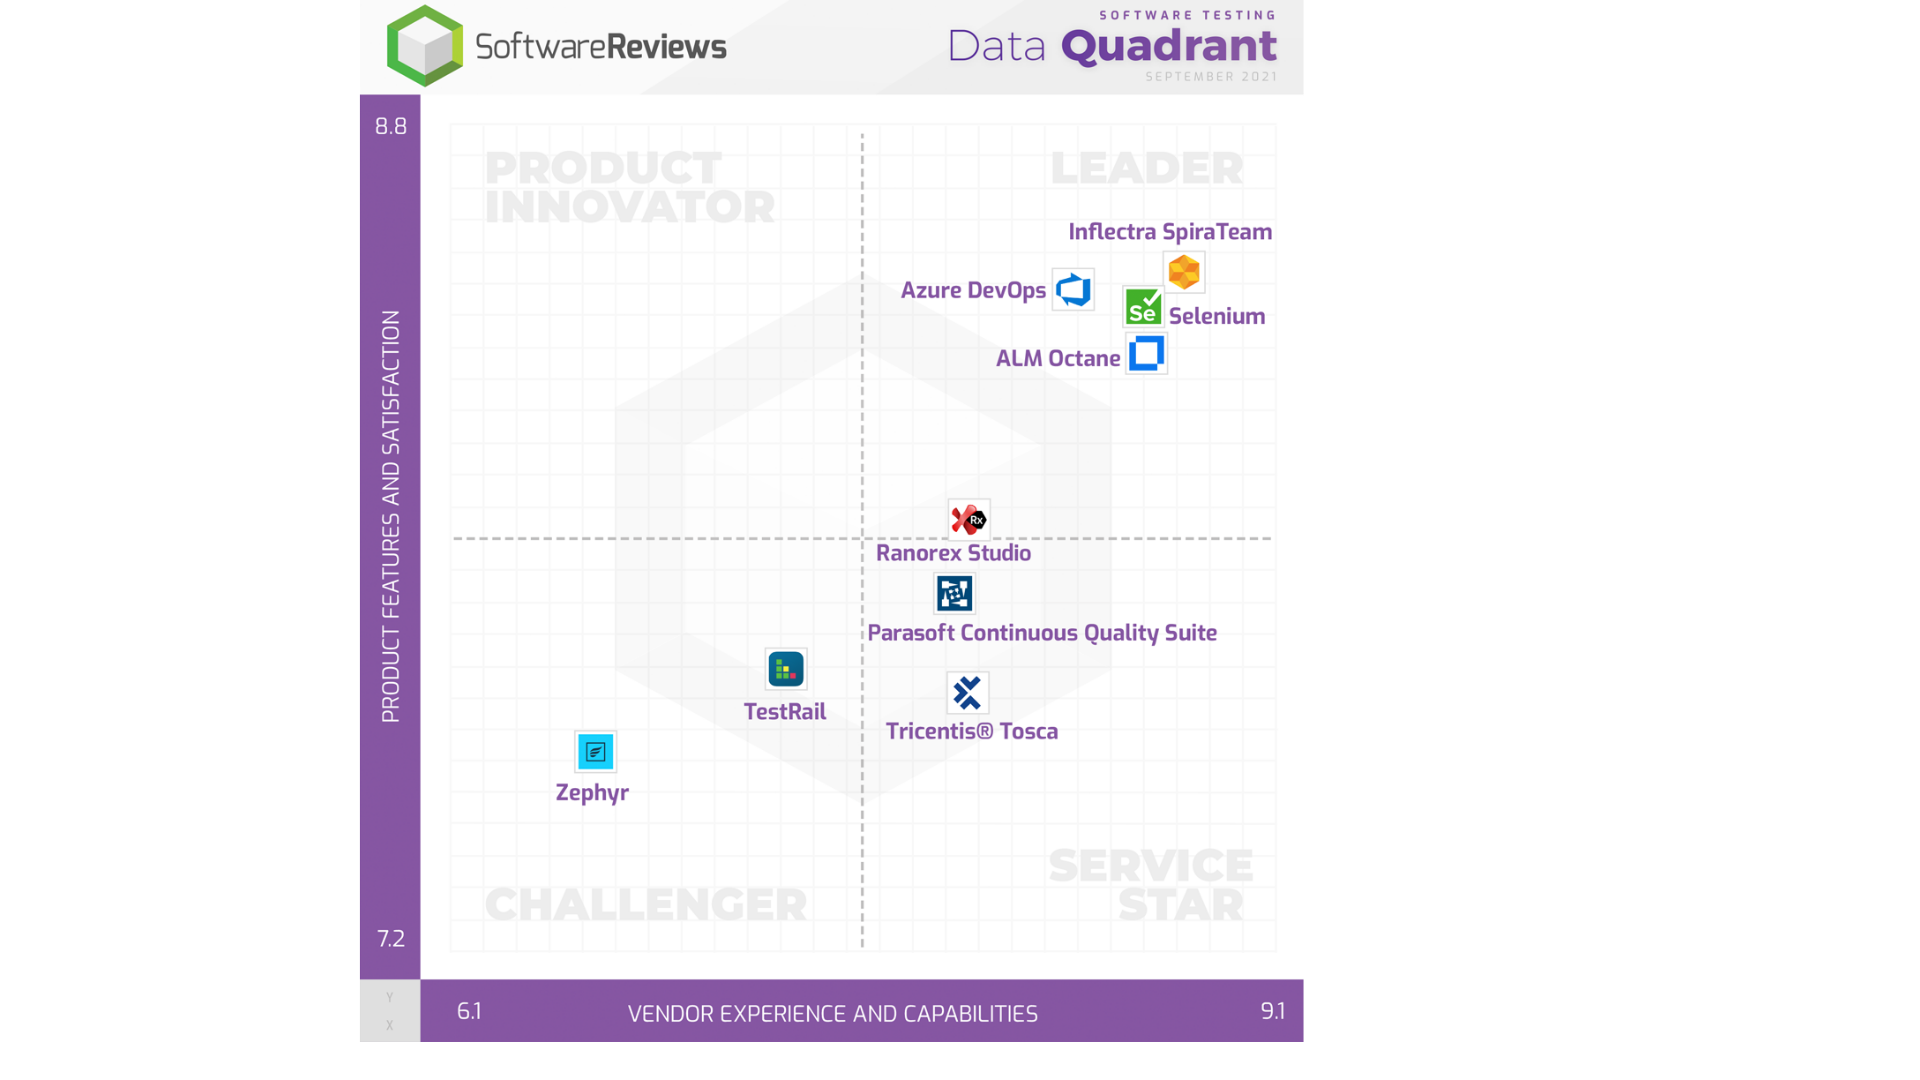 SoftwareReviews
SOFTWARE TESTING
Data Quadrant
SEPTEMBER 2021
8.8
PRODUCT FEATURES AND SATISFACTION
7.2
PRODUCT
INNOVATOR
LEADER
Inflectra SpiraTeam
Azure DevOps
Se
Selenium
ALM Octane
Rx
Ranorex Studio
Parasoft Continuous Quality Suite
TestRail
Tricentis® Tosca
Zephyr
CHALLENGER
SERVICE
STAR
Y
X
6.1
VENDOR EXPERIENCE AND CAPABILITIES
9.1